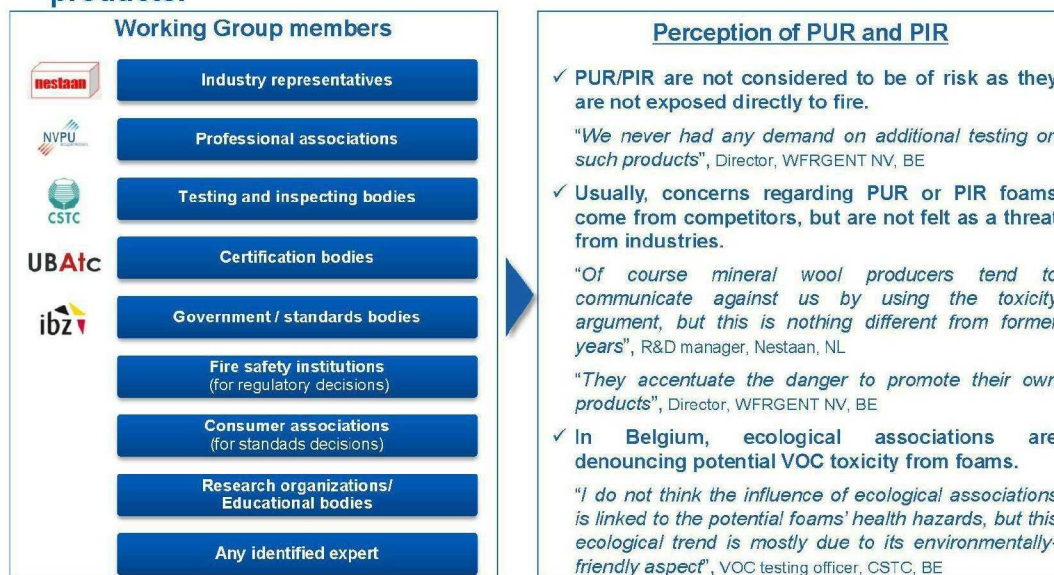 products.
Working Group members
nestaan
Industry representatives
NVPU
Professional associations
CSTC
Testing and inspecting bodies
UBAtc
Certification bodies
ibz
Government / standards bodies
Fire safety institutions
(for regulatory decisions)
Consumer associations
(for standads decisions)
Research organizations/
Educational bodies
Any identified expert
Perception of PUR and PIR
✓ PUR/PIR are not considered to be of risk as they
are not exposed directly to fire.
“We never had any demand on additional testing on
such products”, Director, WFRGENT NV, BE
✓ Usually, concerns regarding PUR or PIR foams
come from competitors, but are not felt as a threat
from industries.
“Of course mineral wool producers tend to
communicate against us by using the toxicity
argument, but this is nothing different from former
years”, R&D manager, Nestaan, NL
“They accentuate the danger to promote their own
products”, Director, WFRGENT NV, BE
✓ In Belgium, ecological associations are
denouncing potential VOC toxicity from foams.
“I do not think the influence of ecological associations
is linked to the potential foams’ health hazards, but this
ecological trend is mostly due to its environmentally-
friendly aspect”, VOC testing officer, CSTC, BE